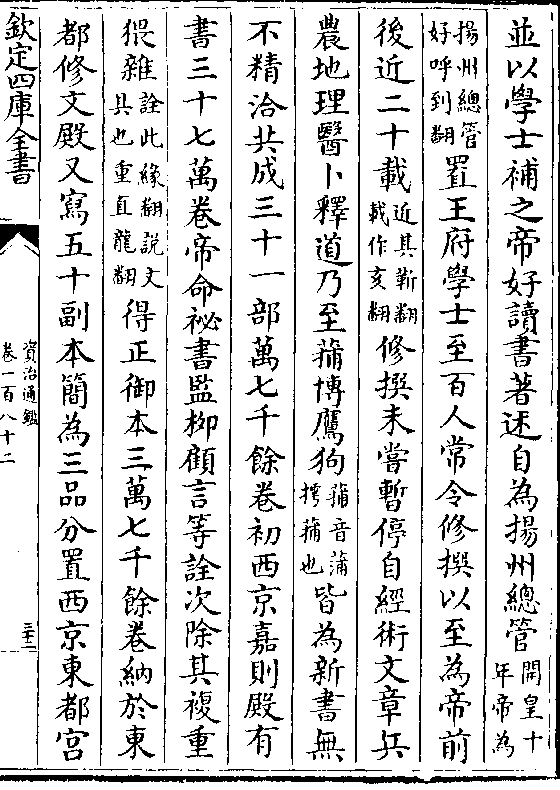 並以學士補之帝好讀書著述自為揚州總管開皇十年帝為
揚州總管好呼到翻置王府學士至百人常令修撰以至為帝前
後近二十載近其靳翻載作亥翻修撰未嘗暫停自經術文章兵
農地理醫卜釋道乃至蒱博鷹狗蒱音蒲摴蒱也皆為新書無
不精洽共成三十一部萬七千餘卷初西京嘉則殿有
書三十七萬卷帝命祕書監柳顧言等詮次除其複重
猥雜詮此緣翻說文具也重直龍翻得正御本三萬七千餘卷納於東
都修文殿又寫五十副本簡為三品分置西京東都宮
欽定四庫全書
資治通鑑
卷一百八十二
三十二